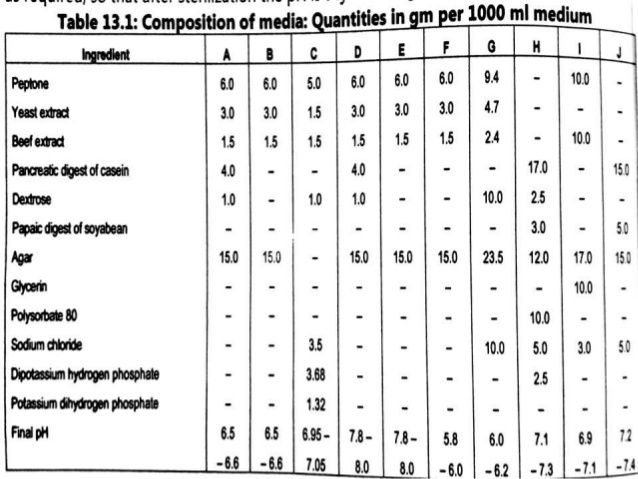 Table 13.1: Composition of media: Quantities in gm per 1000 ml medium
Ingredient A B C D E F G H I J
Peptone 6.0 6.0 5.0 6.0 6.0 6.0 9.4 - 10.0 -
Yeast extract 3.0 3.0 1.5 3.0 3.0 3.0 4.7 - - -
Beef extract 1.5 1.5 1.5 1.5 1.5 1.5 2.4 - 10.0 -
Pancreatic digest of casein 4.0 - - 4.0 - - - 17.0 - 15.0
Dextrose 1.0 - 1.0 1.0 - - 10.0 2.5 - -
Papaic digest of soyabean - - - - - - - 3.0 - 5.0
Agar 15.0 15.0 - 15.0 15.0 15.0 23.5 12.0 17.0 15.0
Glycerin - - - - - - - - 10.0 -
Polysorbate 80 - - - - - - - 10.0 - -
Sodium chloride - - 3.5 - - - 10.0 5.0 3.0 5.0
Dipotassium hydrogen phosphate - - 3.68 - - - - 2.5 - -
Potassium dihydrogen phosphate - - 1.32 - - - - - - -
Final pH 6.5 6.5 6.95– 7.8– 7.8– 5.8 6.0 7.1 6.9 7.2
–6.6 –6.6 7.05 8.0 8.0 –6.0 –6.2 –7.3 –7.1 –7.4